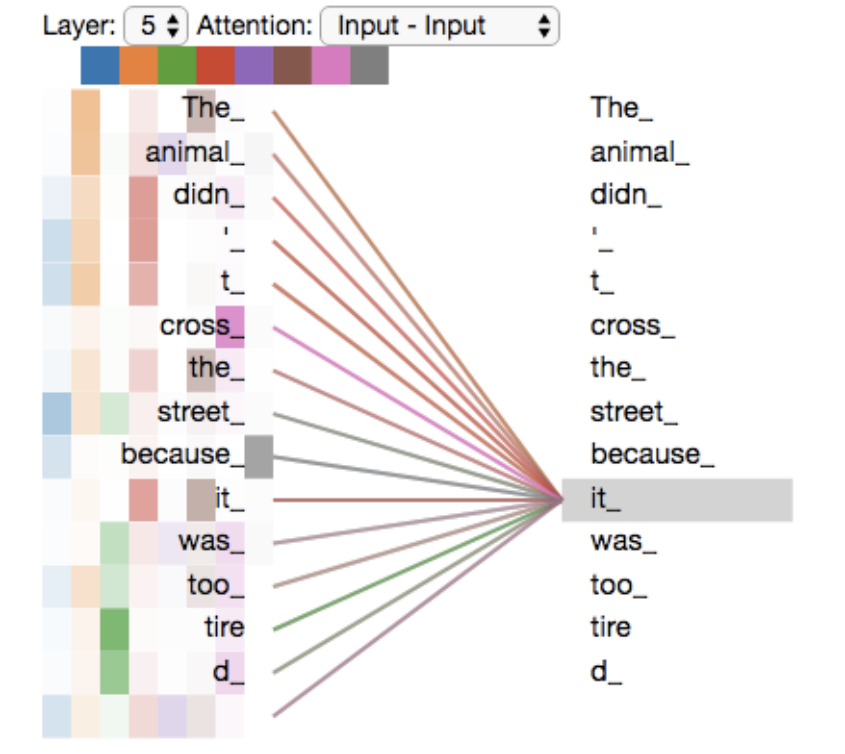 Layer: 5 Attention: Input - Input
The_ The_
animal_ animal_
didn_ didn_
'_ '_
t_ t_
cross_ cross_
the_ the_
street_ street_
because_ because_
it_ it_
was_ was_
too_ too_
tire tire
d_ d_